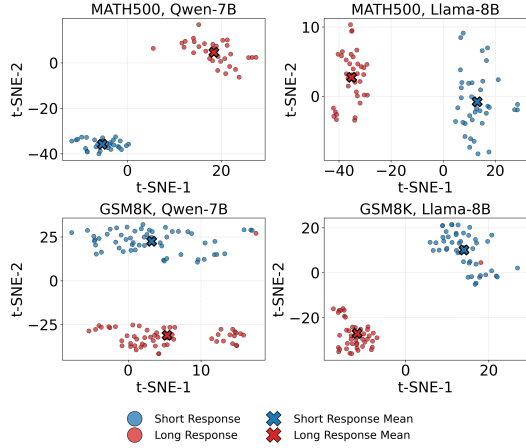 MATH500, Qwen-7B
t-SNE-2
0
−20
−40
0
20
t-SNE-1
MATH500, Llama-8B
t-SNE-2
10
0
−40
−20
0
20
t-SNE-1
GSM8K, Qwen-7B
t-SNE-2
25
0
−25
0
10
t-SNE-1
GSM8K, Llama-8B
t-SNE-2
20
0
−20
0
20
t-SNE-1
Short Response
Short Response Mean
Long Response
Long Response Mean